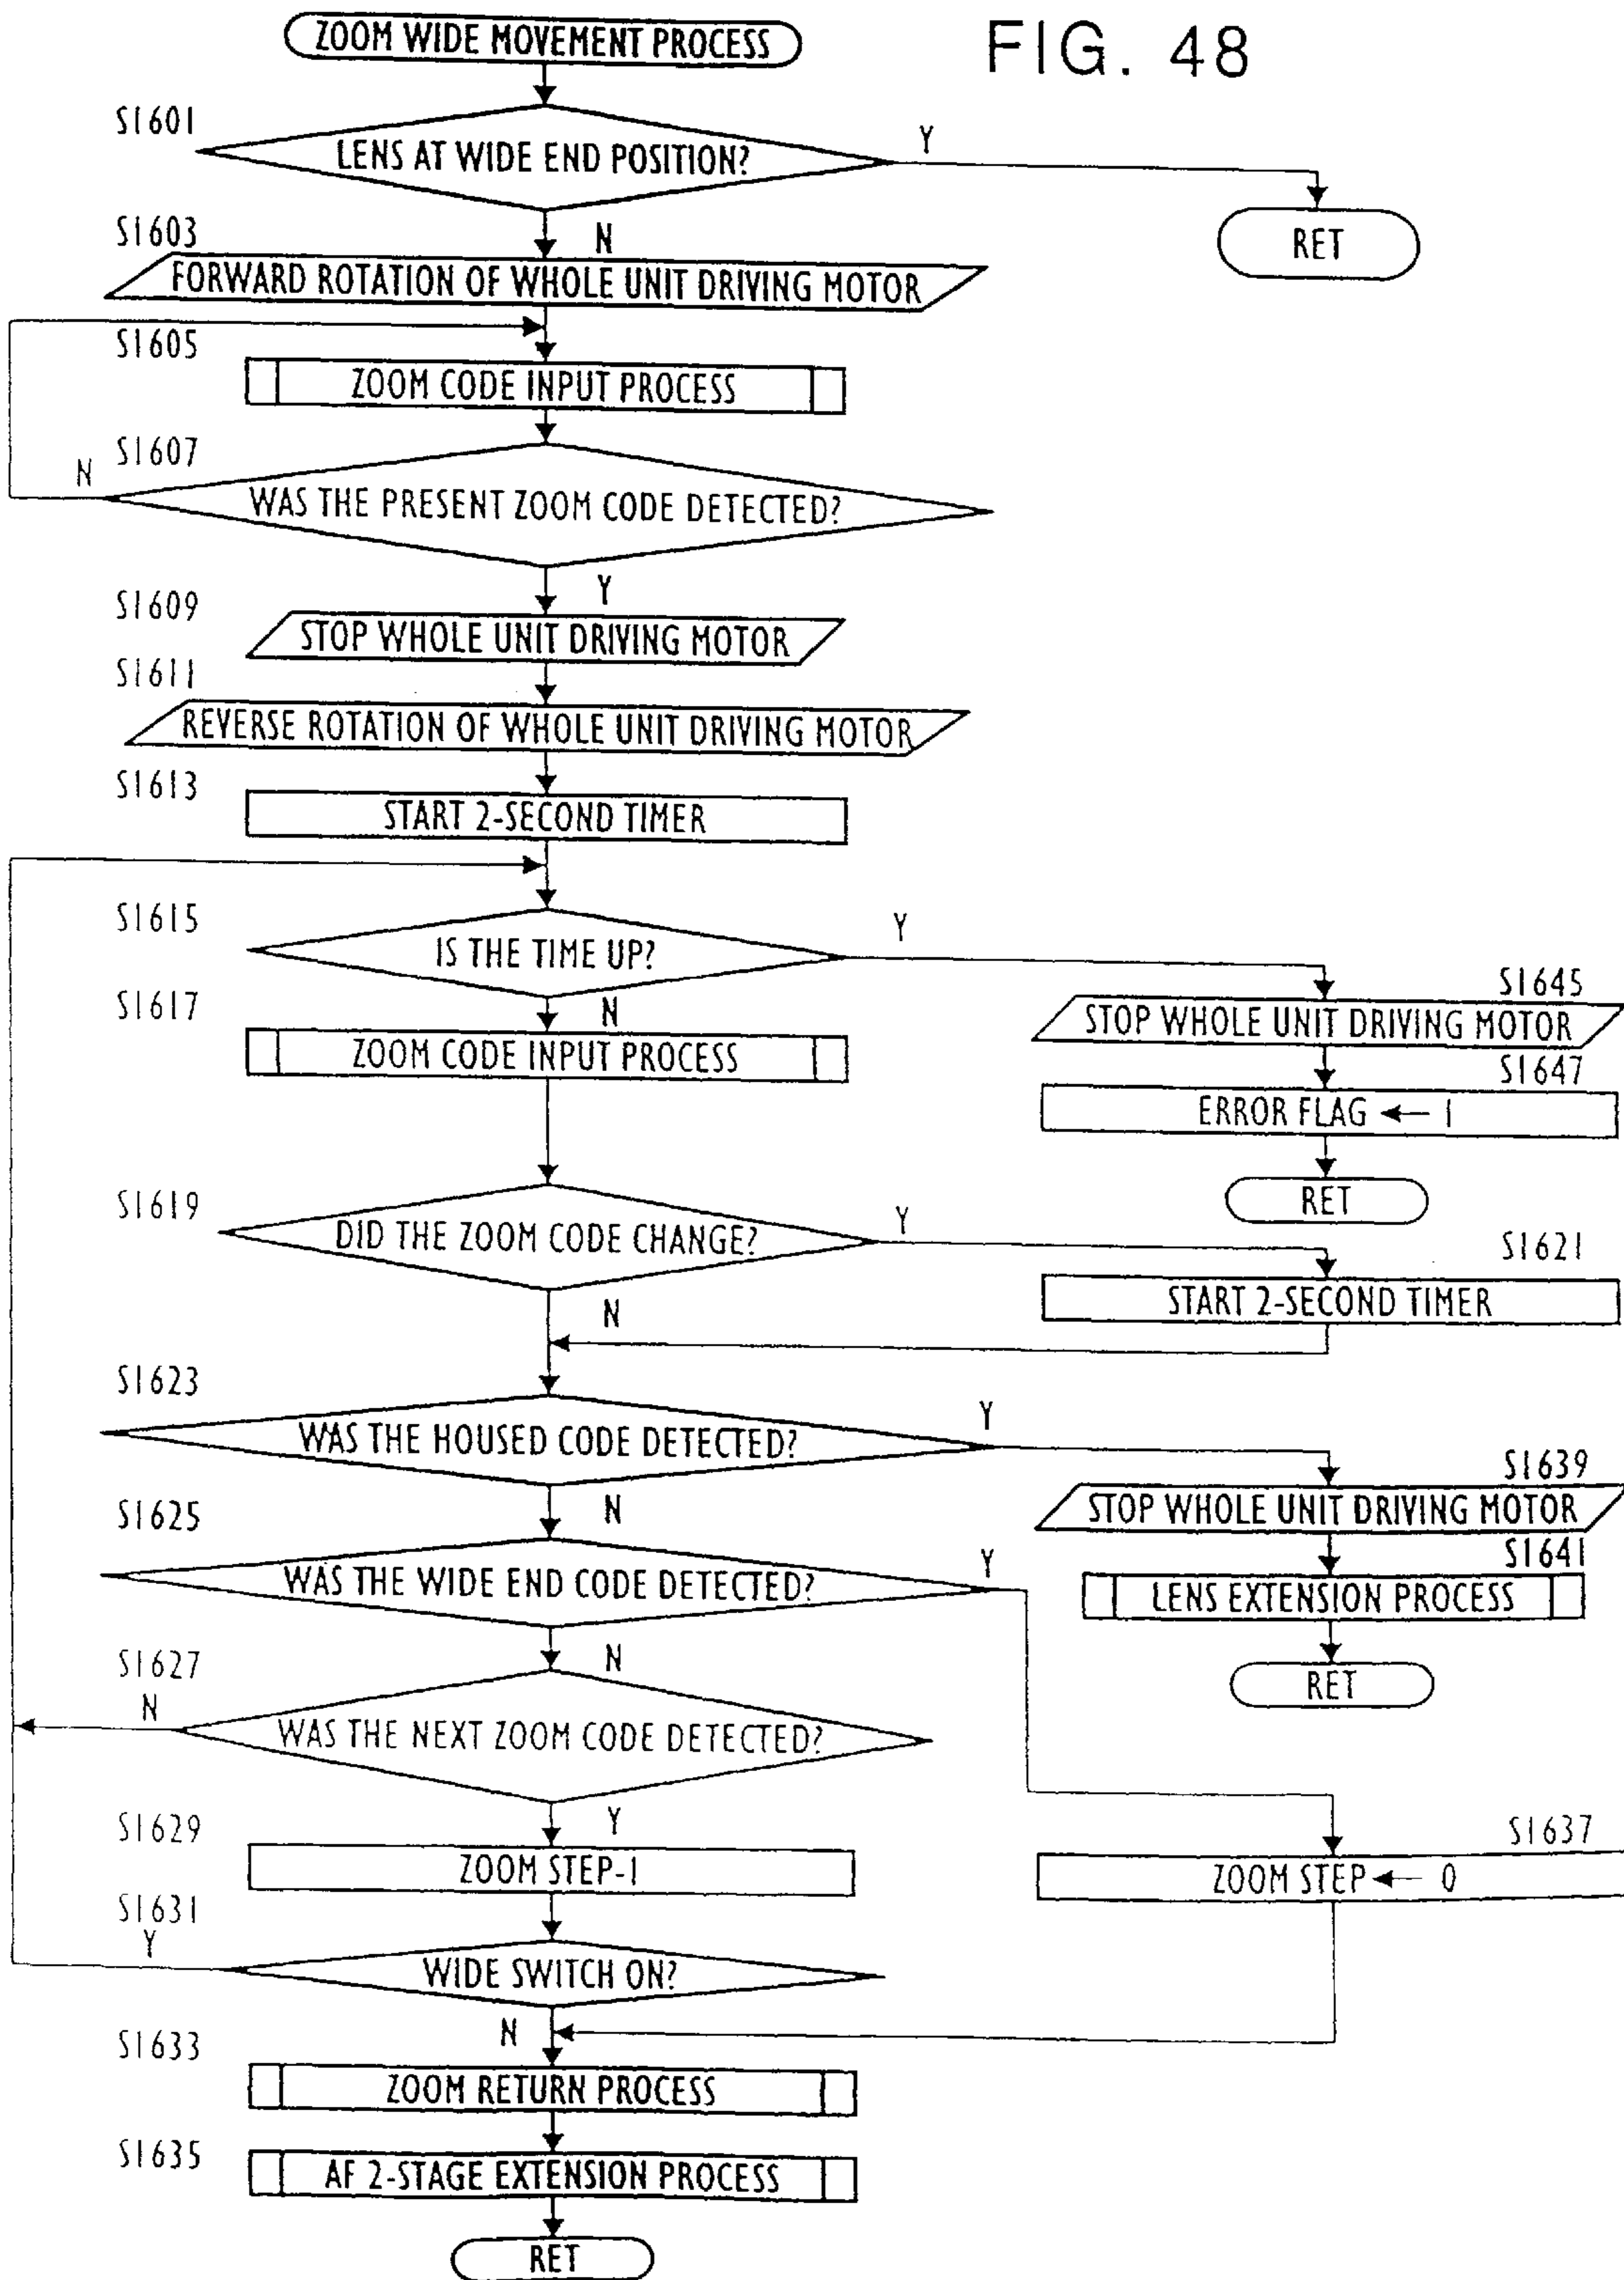 ZOOM WIDE MOVEMENT PROCESS
FIG. 48
S1601
LENS AT WIDE END POSITION?
Y
RET
N
S1603
FORWARD ROTATION OF WHOLE UNIT DRIVING MOTOR
S1605
ZOOM CODE INPUT PROCESS
S1607
N
WAS THE PRESENT ZOOM CODE DETECTED?
Y
S1609
STOP WHOLE UNIT DRIVING MOTOR
S1611
REVERSE ROTATION OF WHOLE UNIT DRIVING MOTOR
S1613
START 2-SECOND TIMER
S1615
IS THE TIME UP?
Y
S1645
STOP WHOLE UNIT DRIVING MOTOR
S1647
ERROR FLAG ← 1
RET
N
S1617
ZOOM CODE INPUT PROCESS
S1619
DID THE ZOOM CODE CHANGE?
Y
S1621
START 2-SECOND TIMER
N
S1623
WAS THE HOUSED CODE DETECTED?
Y
S1639
STOP WHOLE UNIT DRIVING MOTOR
S1641
LENS EXTENSION PROCESS
RET
N
S1625
WAS THE WIDE END CODE DETECTED?
Y
N
S1627
N
WAS THE NEXT ZOOM CODE DETECTED?
Y
S1629
ZOOM STEP-1
S1637
ZOOM STEP ← 0
S1631
Y
WIDE SWITCH ON?
N
S1633
ZOOM RETURN PROCESS
S1635
AF 2-STAGE EXTENSION PROCESS
RET